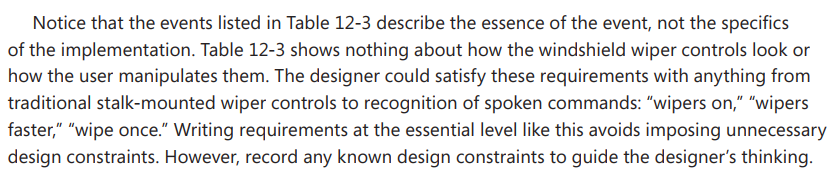 Notice that the events listed in Table 12-3 describe the essence of the event, not the specifics
of the implementation. Table 12-3 shows nothing about how the windshield wiper controls look or
how the user manipulates them. The designer could satisfy these requirements with anything from
traditional stalk-mounted wiper controls to recognition of spoken commands: “wipers on,” “wipers
faster,” “wipe once.” Writing requirements at the essential level like this avoids imposing unnecessary
design constraints. However, record any known design constraints to guide the designer’s thinking.